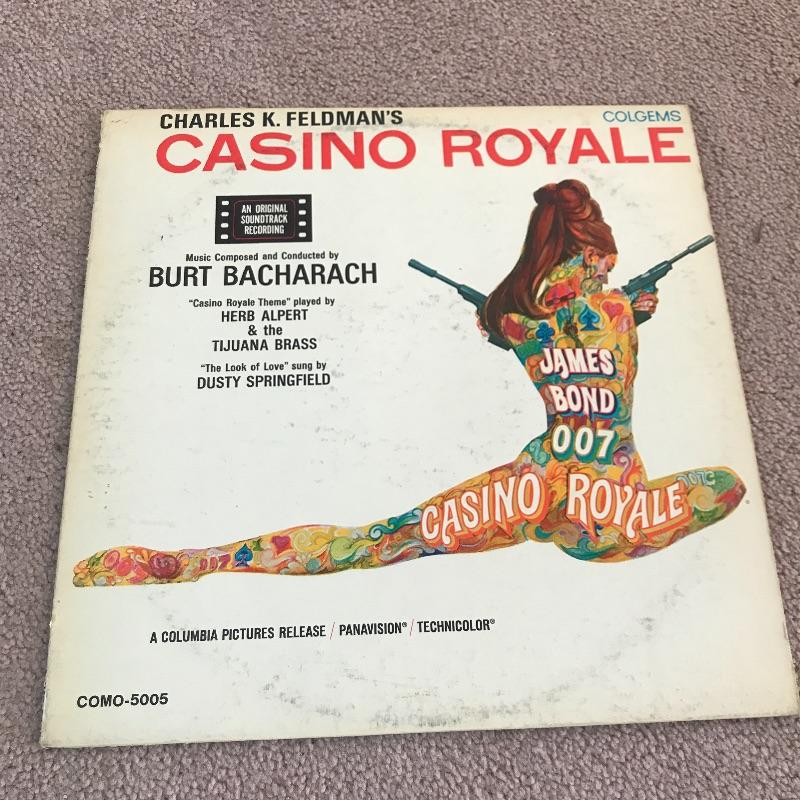 CHARLES K. FELDMAN'S
COLGEMS
CASINO ROYALE
AN ORIGINAL
SOUNDTRACK
RECORDING
Music Composed and Conducted by
BURT BACHARACH
"Casino Royale Theme" played by
HERB ALPERT
& the
TIJUANA BRASS
"The Look of Love" sung by
DUSTY SPRINGFIELD
JAMES
BOND
007
CASINO ROYALE
007
A COLUMBIA PICTURES RELEASE / PANAVISION® / TECHNICOLOR®
COMO-5005